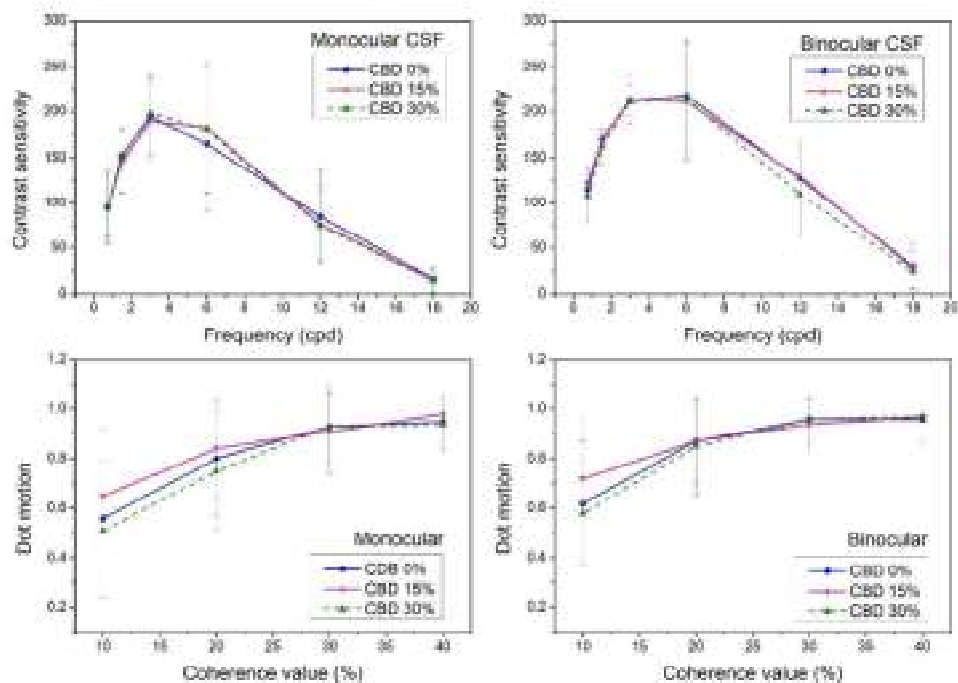 300
250
200
150
100
50
0
Contrast sensitivity
Monocular CSF
CBD 0%
CBD 15%
CBD 30%
0 2 4 6 8 10 12 14 16 18 20
Frequency (cpd)
300
250
200
150
100
50
0
Contrast sensitivity
Binocular CSF
CBD 0%
CBD 15%
CBD 30%
0 2 4 6 8 10 12 14 16 18 20
Frequency (cpd)
1.2
1.0
0.8
0.6
0.4
0.2
Dot motion
Monocular
CDB 0%
CBD 15%
CBD 30%
10 15 20 25 30 35 40
Coherence value (%)
1.2
1.0
0.8
0.6
0.4
0.2
Dot motion
Binocular
CBD 0%
CBD 15%
CBD 30%
10 15 20 25 30 35 40
Coherence value (%)